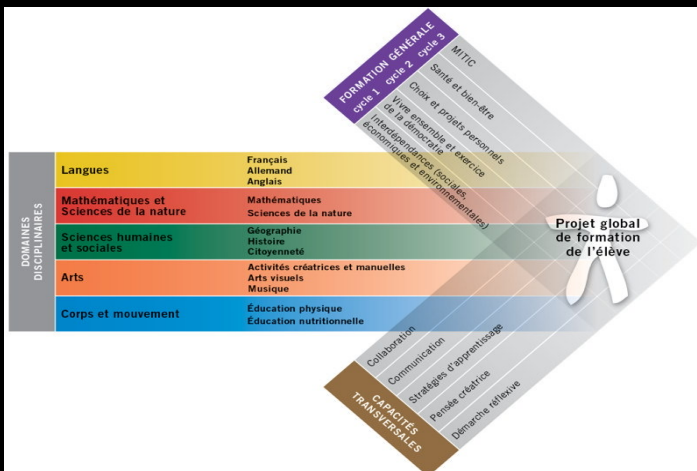 FORMATION GÉNÉRALE
cycle 1 cycle 2 cycle 3
MITIC
Santé et bien-être
Choix et projets personnels
Vivre ensemble et exercice
de la démocratie
Interdépendances (sociales,
économiques et environnementales)
DOMAINES
DISCIPLINAIRES
Langues
Français
Allemand
Anglais
Mathématiques et
Sciences de la nature
Mathématiques
Sciences de la nature
Sciences humaines
et sociales
Géographie
Histoire
Citoyenneté
Arts
Activités créatrices et manuelles
Arts visuels
Musique
Corps et mouvement
Éducation physique
Éducation nutritionnelle
Projet global
de formation
de l'élève
Collaboration
Communication
Stratégies d'apprentissage
Pensée créatrice
Démarche réflexive
CAPACITÉS
TRANSVERSALES